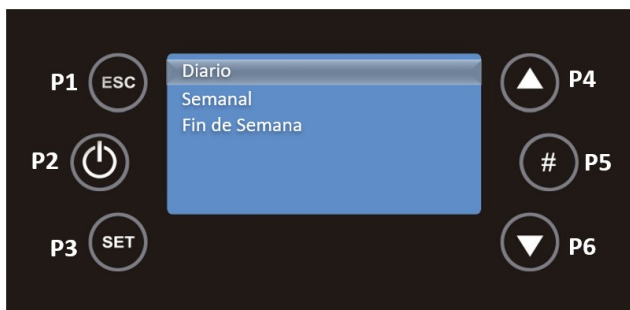 P1 ESC
Diario
P4
Semanal
Fin de Semana
P2
# P5
P3 SET
P6